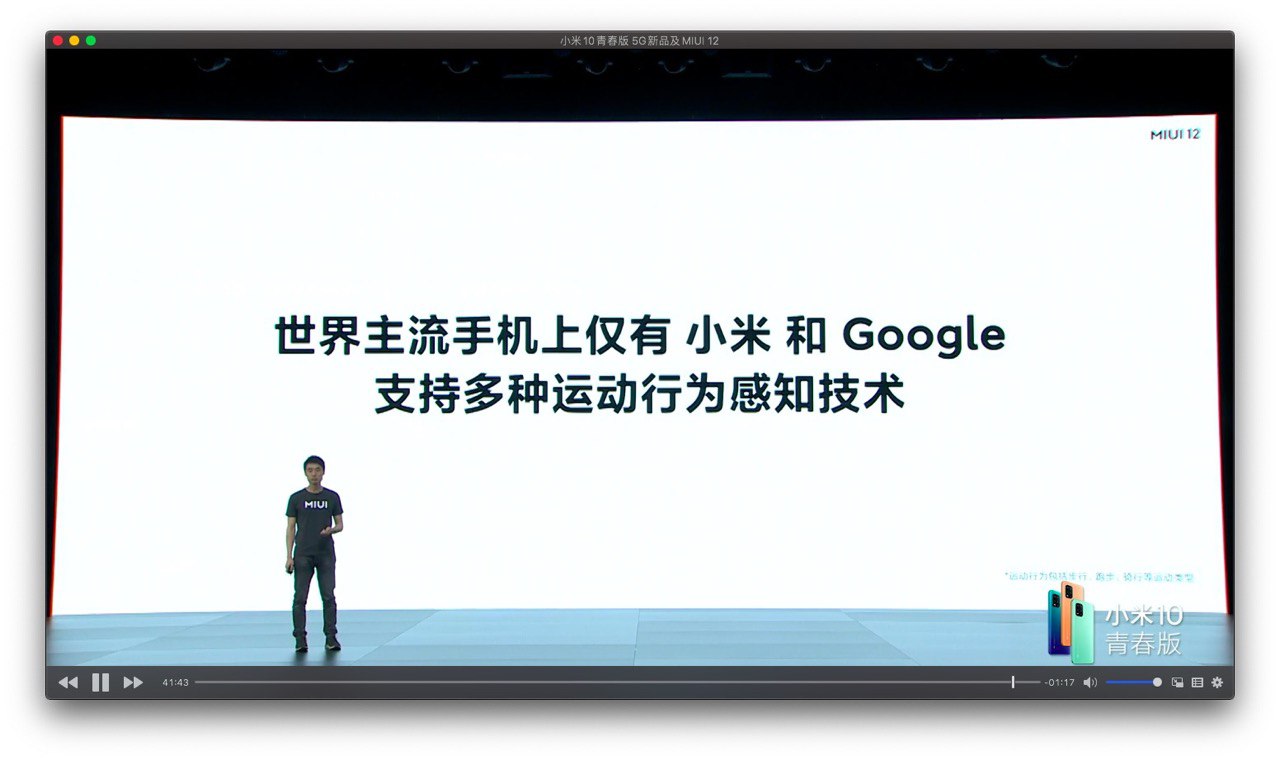 小米10青春版 5G新品及MIUI 12
MIUI 12
世界主流手机上仅有 小米 和 Google
支持多种运动行为感知技术
MIUI
*运动行为包括步行、跑步、骑行等运动类型
小米10
青春版
41:43
-01:17